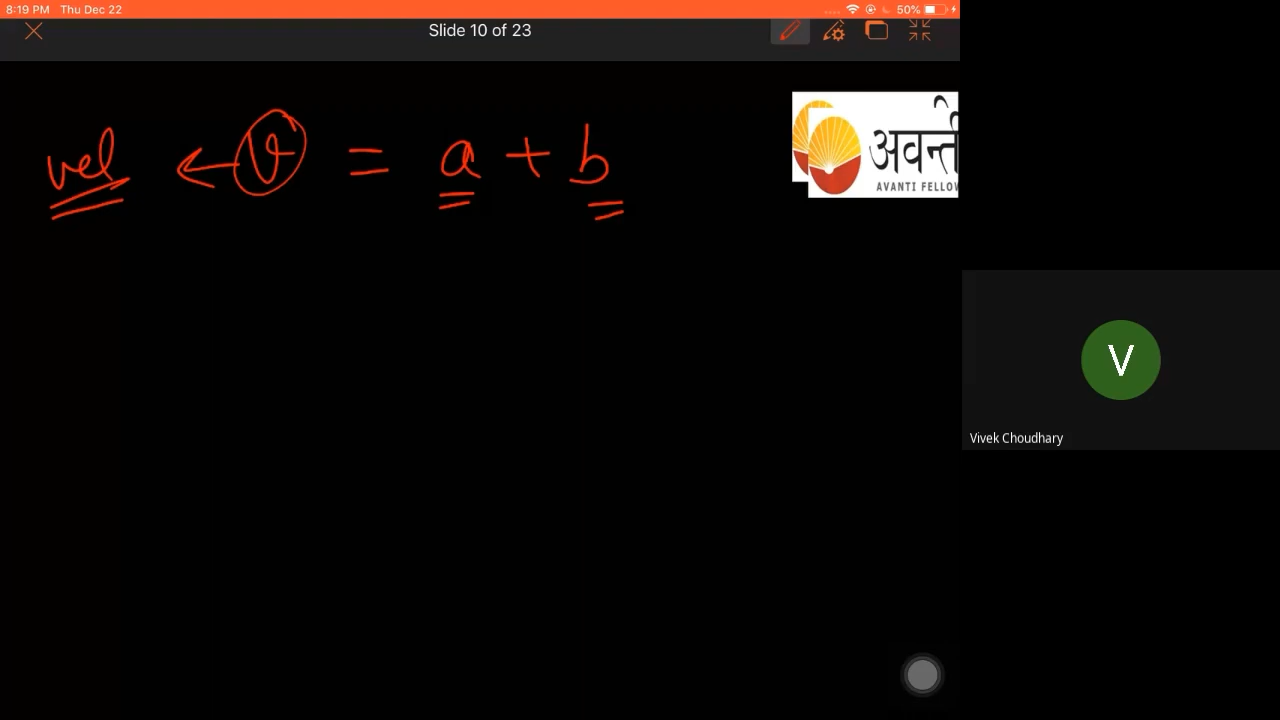 8:19 PM Thu Dec 22
50%
Slide 10 of 23
vel ← v = a + b
अवन्ती
AVANTI FELLOW
V
Vivek Choudhary